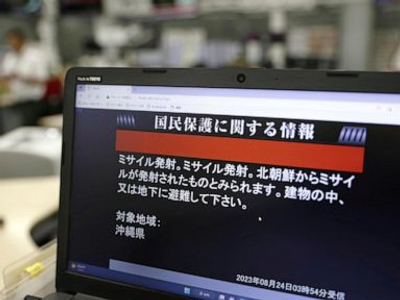 国民保護に関する情報
ミサイル発射。ミサイル発射。北朝鮮からミサイ
ルが発射されたものとみられます。建物の中、
又は地下に避難して下さい。
対象地域:
沖縄県
2023年08月24日03時54分受信